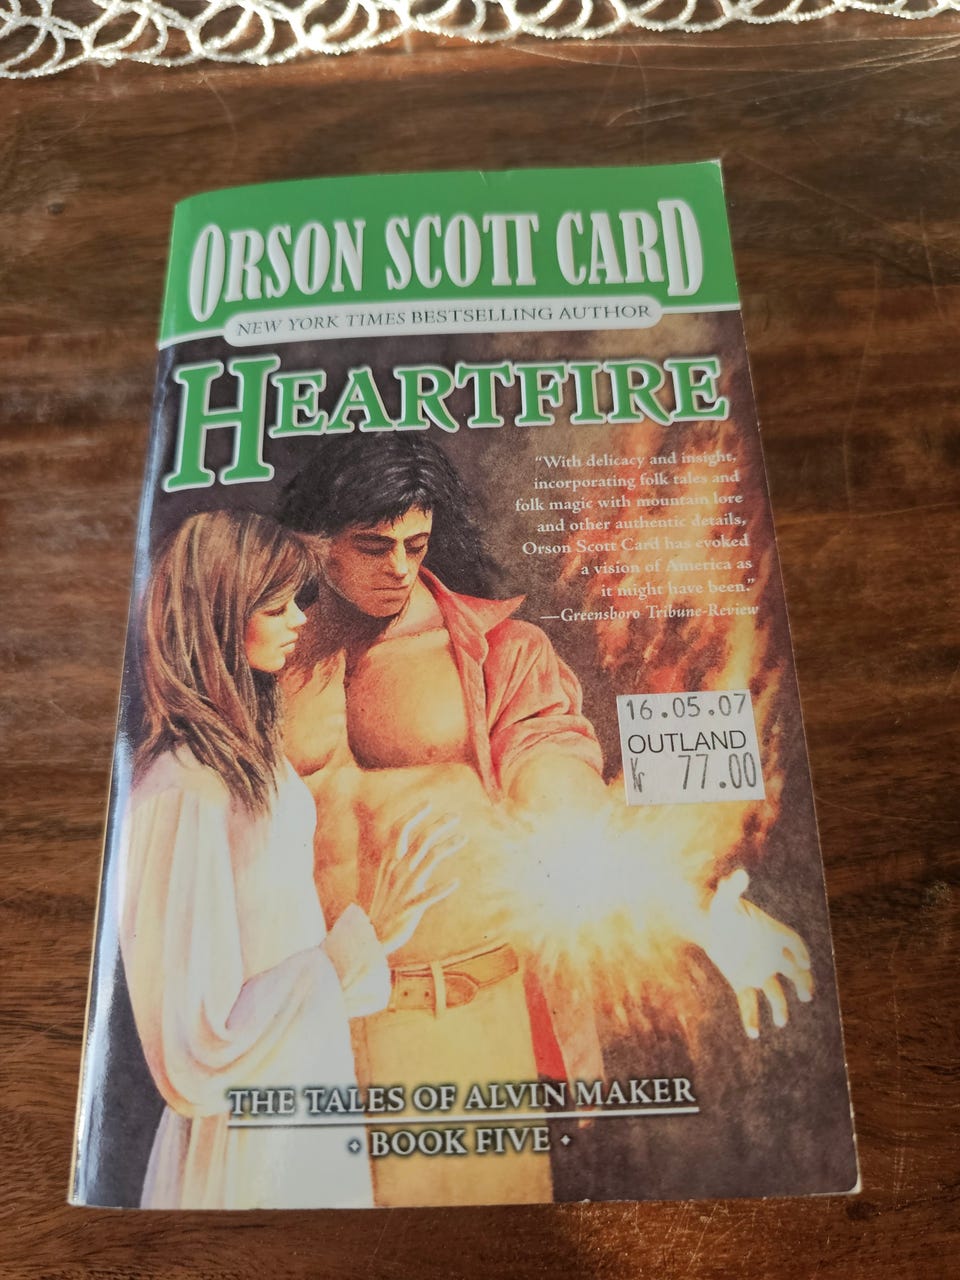 ORSON SCOTT CARD
NEW YORK TIMES BESTSELLING AUTHOR
HEARTFIRE
“With delicacy and insight,
incorporating folk tales and
folk magic with mountain lore
and other authentic details,
Orson Scott Card has evoked
a vision of America as
it might have been.”
—Greensboro Tribune-Review
16.05.07
OUTLAND
Kr 77.00
THE TALES OF ALVIN MAKER
• BOOK FIVE •